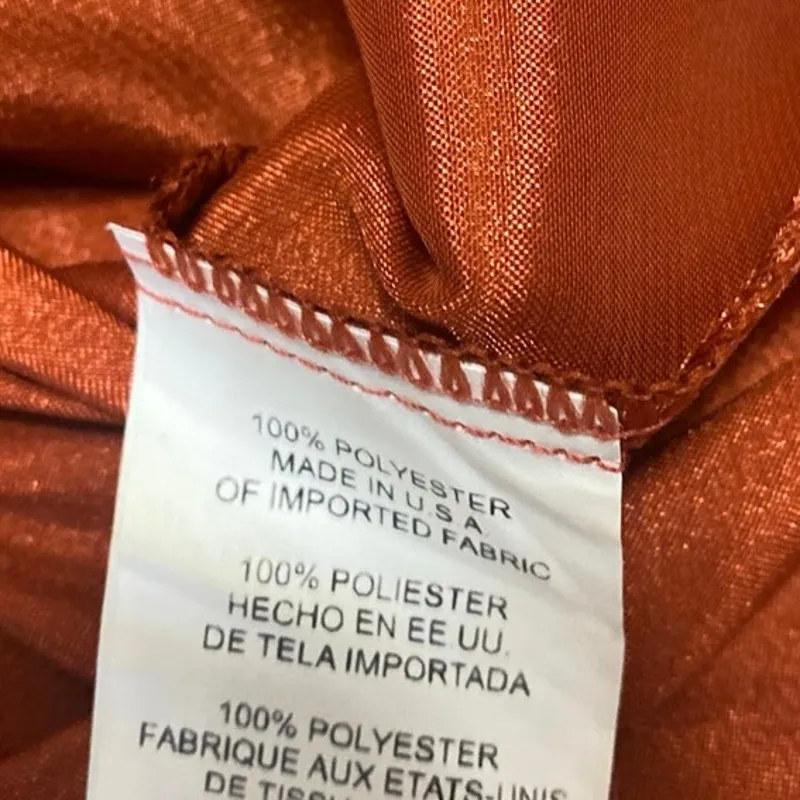 100% POLYESTER
MADE IN U.S.A.
OF IMPORTED FABRIC
100% POLIESTER
HECHO EN EE.UU.
DE TELA IMPORTADA
100% POLYESTER
FABRIQUE AUX ETATS-UNIS
DE